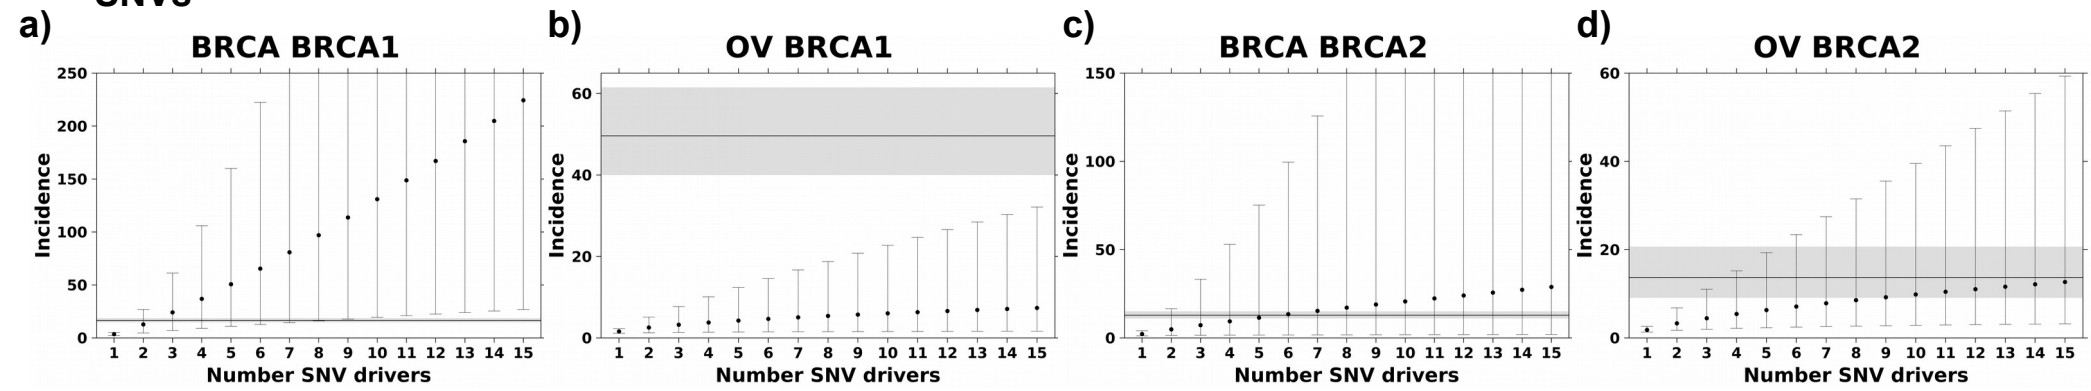 SNVs
a)
BRCA BRCA1
250
200
150
100
50
0
Incidence
1 2 3 4 5 6 7 8 9 10 11 12 13 14 15
Number SNV drivers
b)
OV BRCA1
60
40
20
0
Incidence
1 2 3 4 5 6 7 8 9 10 11 12 13 14 15
Number SNV drivers
c)
BRCA BRCA2
150
100
50
0
Incidence
1 2 3 4 5 6 7 8 9 10 11 12 13 14 15
Number SNV drivers
d)
OV BRCA2
60
40
20
0
Incidence
1 2 3 4 5 6 7 8 9 10 11 12 13 14 15
Number SNV drivers